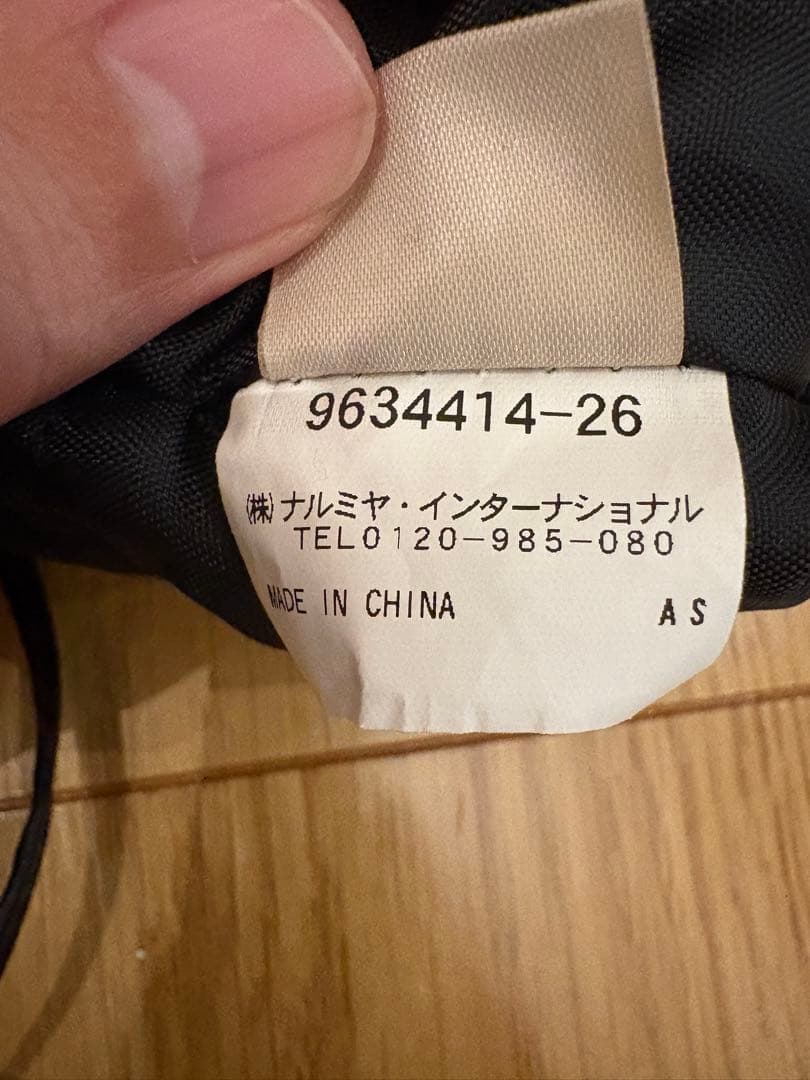 9634414-26
(株)ナルミヤ・インターナショナル
TEL0120-985-080
MADE IN CHINA AS